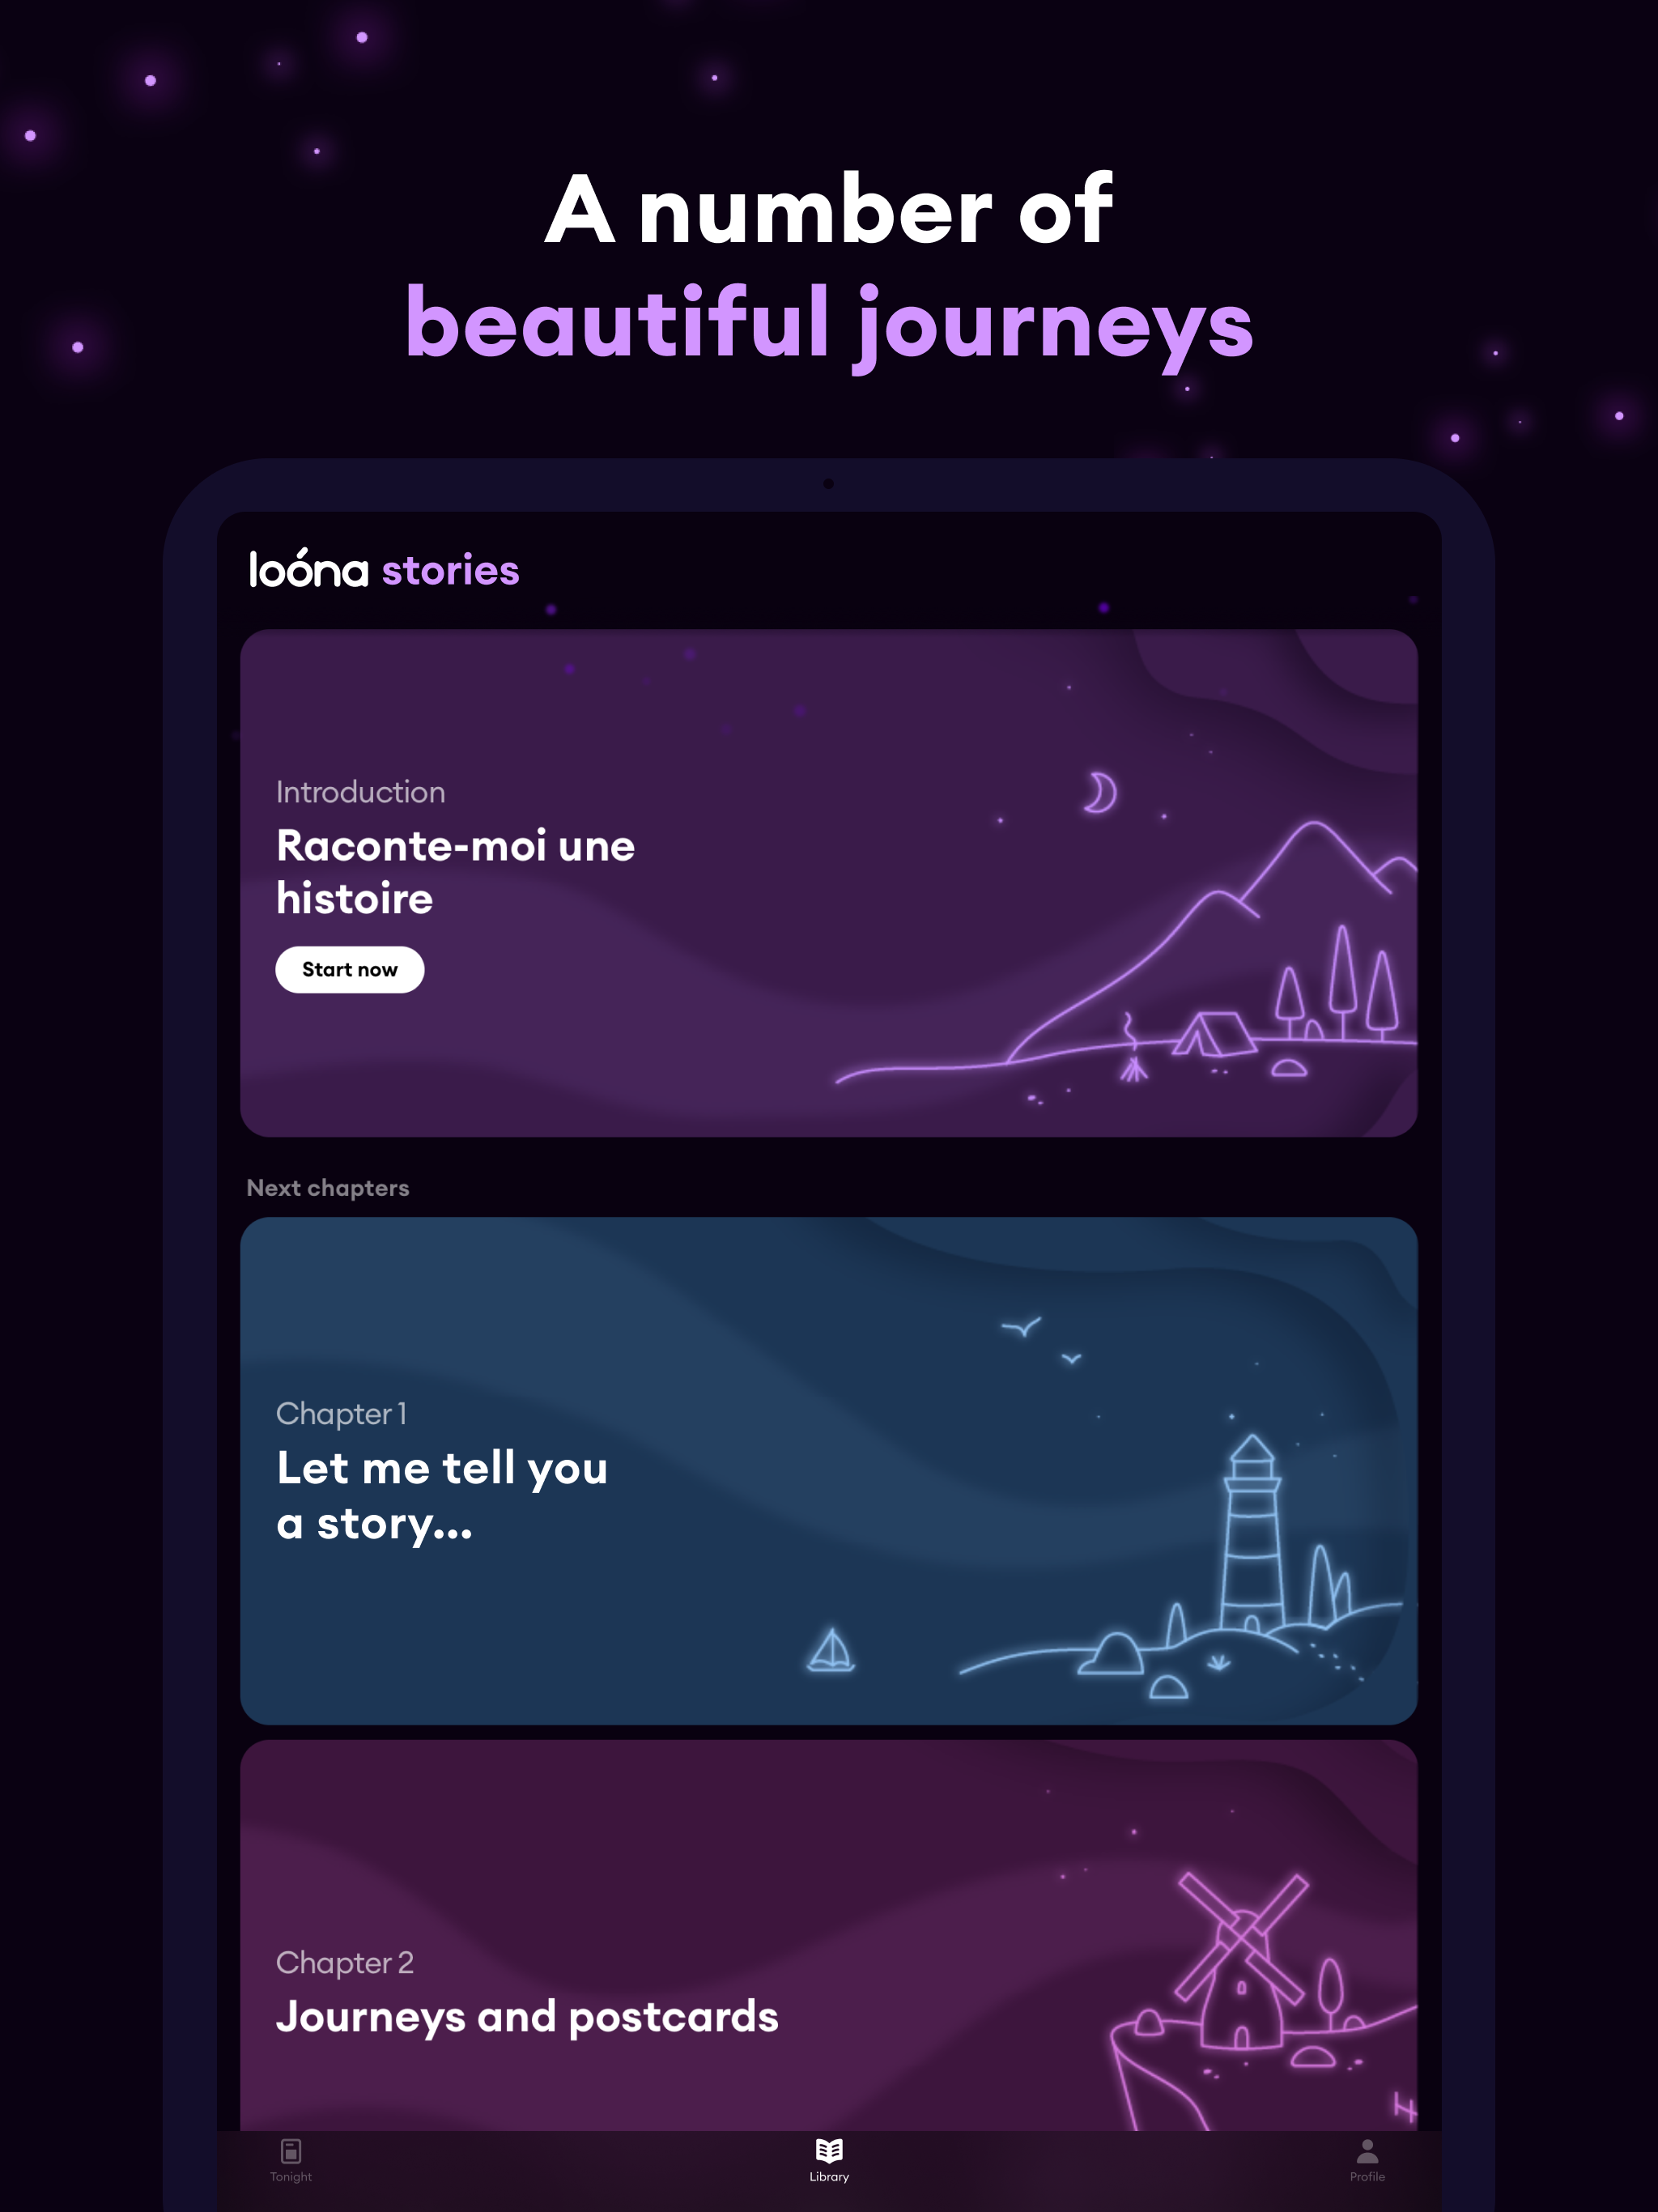 A number of
beautiful journeys
loóna stories
Introduction
Raconte-moi une
histoire
Start now
Next chapters
Chapter 1
Let me tell you
a story...
Chapter 2
Journeys and postcards
Tonight
Library
Profile